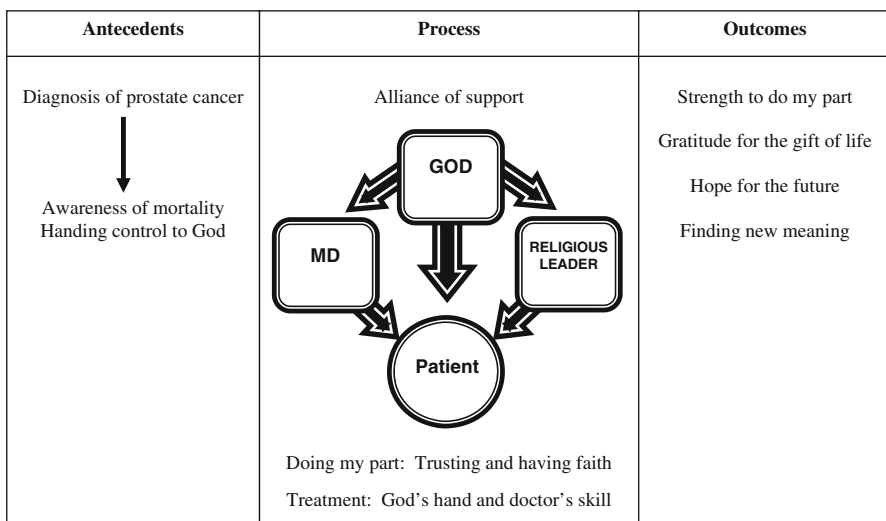 Antecedents
Process
Outcomes
Diagnosis of prostate cancer
Awareness of mortality
Handing control to God
Alliance of support
GOD
MD
RELIGIOUS
LEADER
Patient
Doing my part: Trusting and having faith
Treatment: God's hand and doctor's skill
Strength to do my part
Gratitude for the gift of life
Hope for the future
Finding new meaning